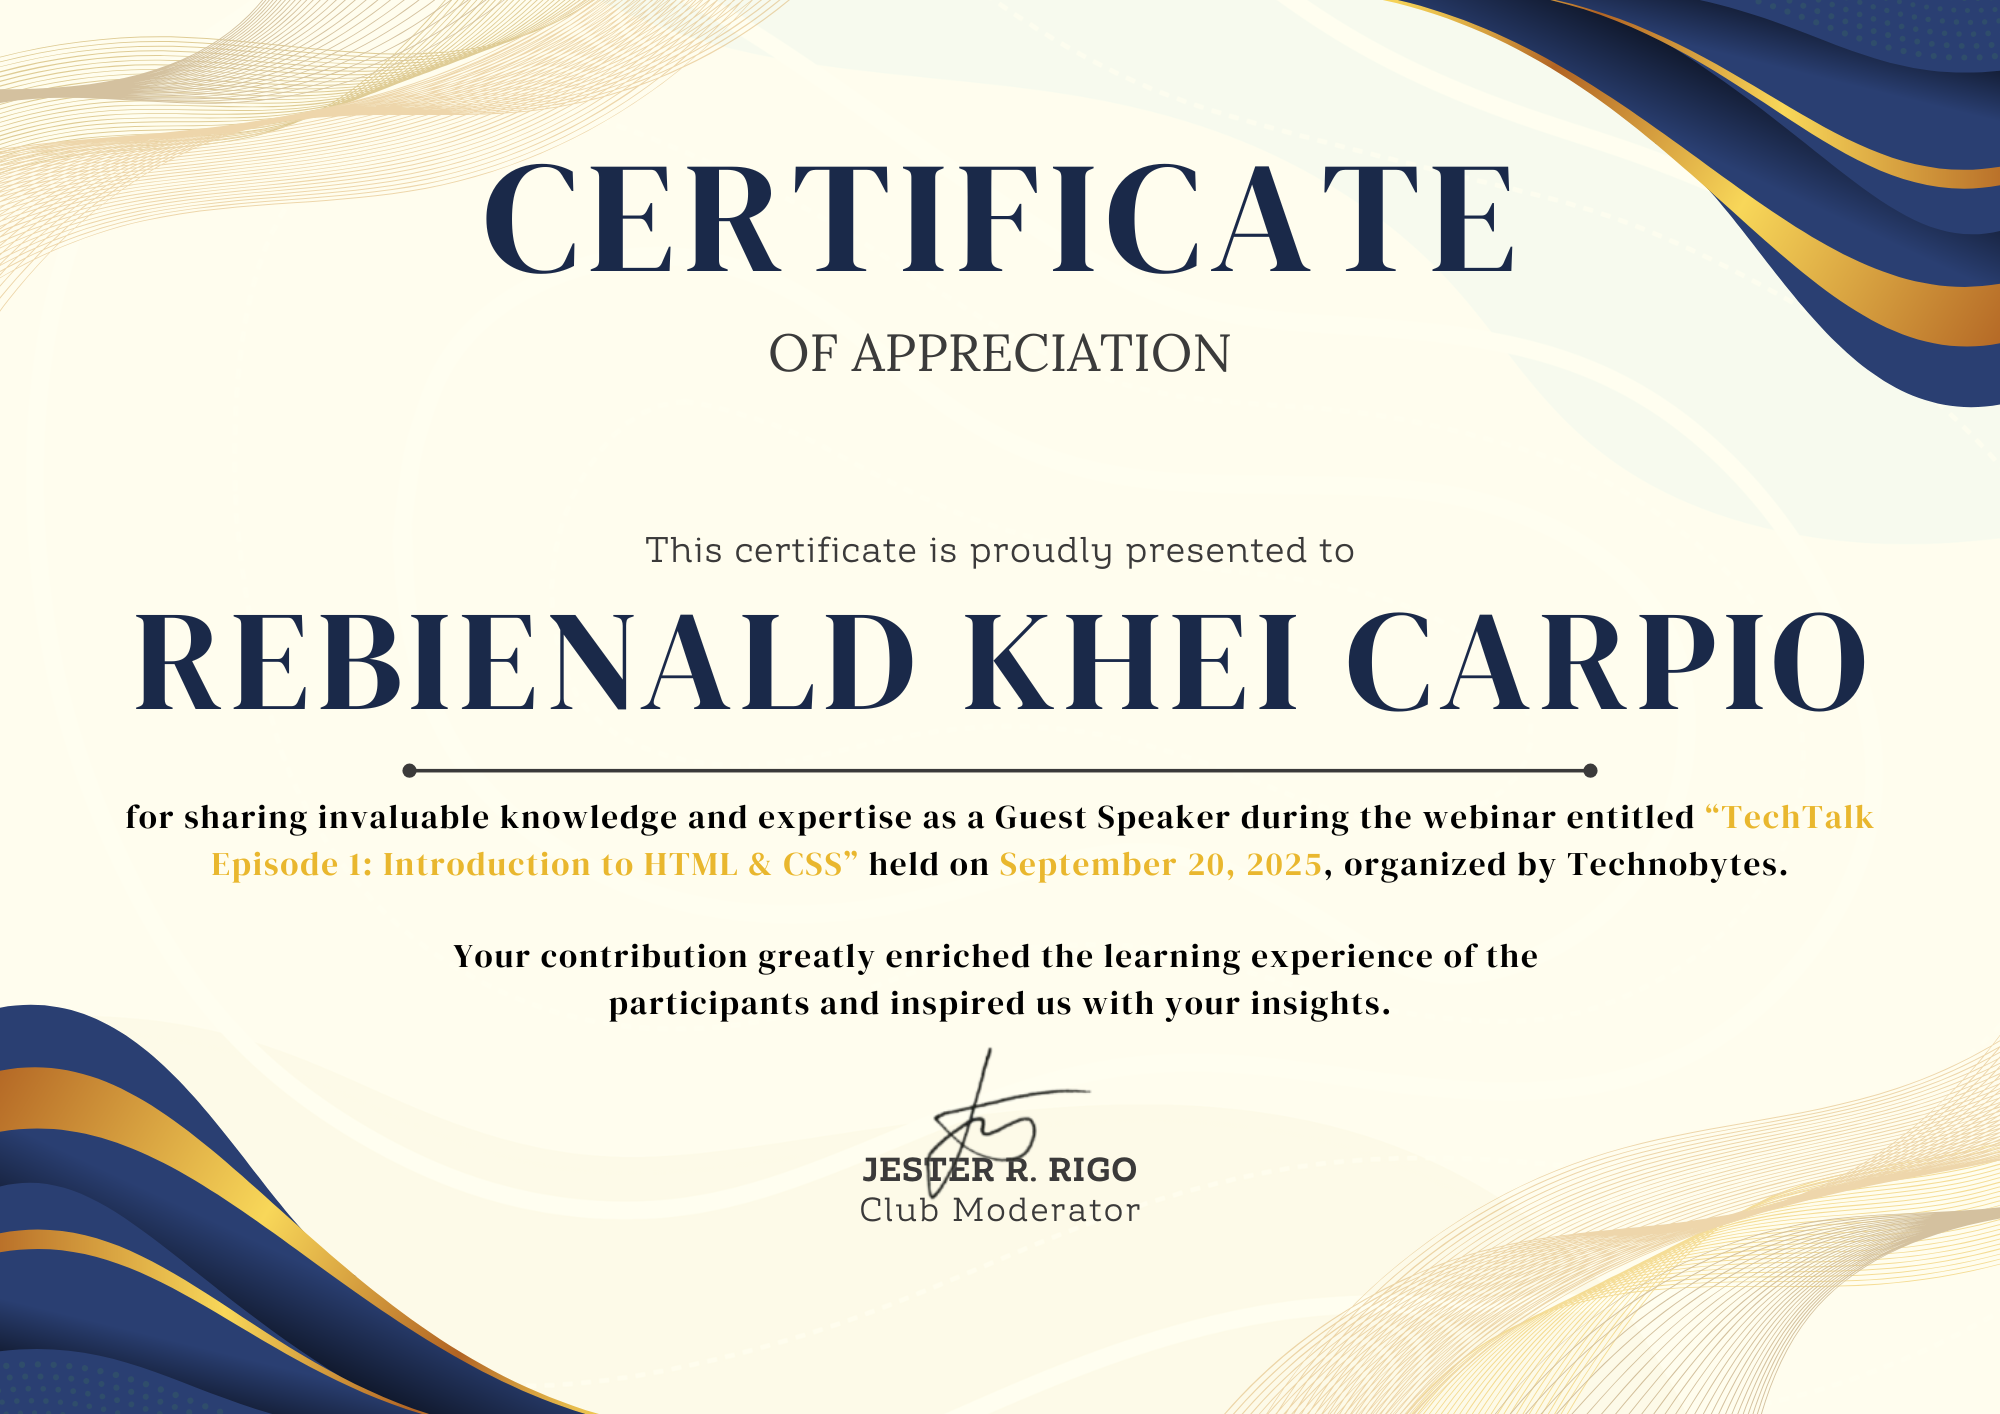 CERTIFICATE
OF APPRECIATION
This certificate is proudly presented to
REBIENALD KHEI CARPIO
for sharing invaluable knowledge and expertise as a Guest Speaker during the webinar entitled “TechTalk
Episode 1: Introduction to HTML & CSS” held on September 20, 2025, organized by Technobytes.
Your contribution greatly enriched the learning experience of the
participants and inspired us with your insights.
JESTER R. RIGO
Club Moderator